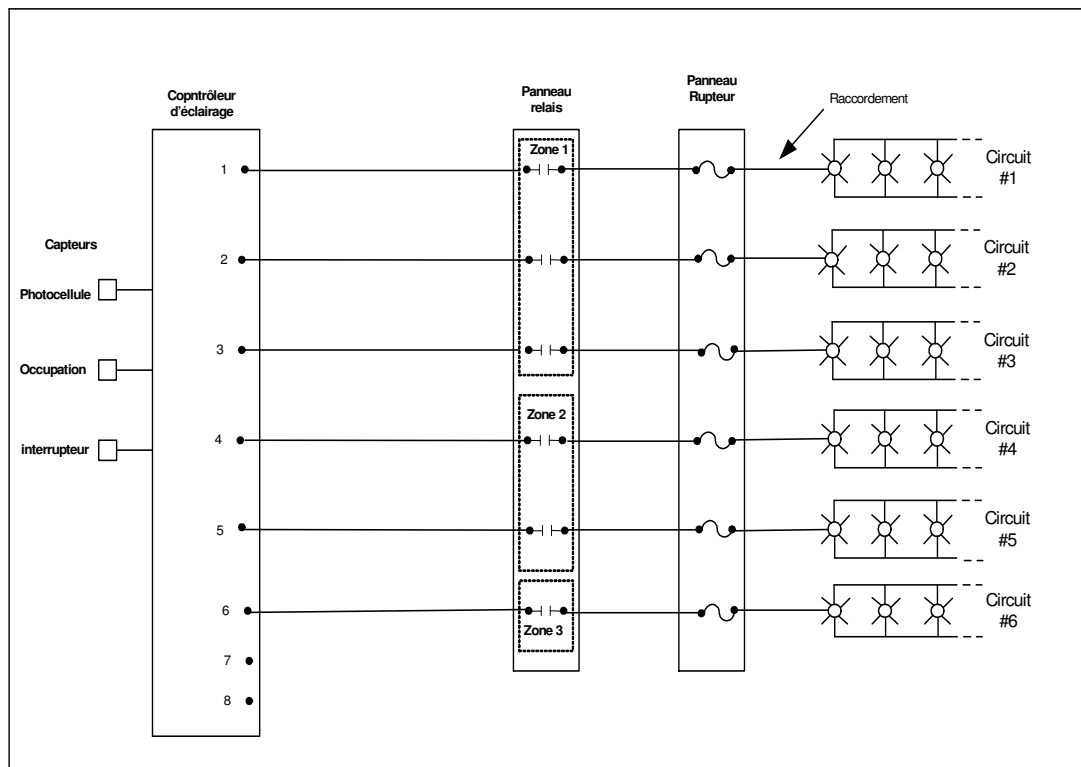 Copntrôleur
d'éclairage
Panneau
relais
Panneau
Rupteur
Raccordement
Capteurs
Photocellule
Occupation
interrupteur
1
2
3
4
5
6
7
8
Zone 1
Zone 2
Zone 3
Circuit
#1
Circuit
#2
Circuit
#3
Circuit
#4
Circuit
#5
Circuit
#6